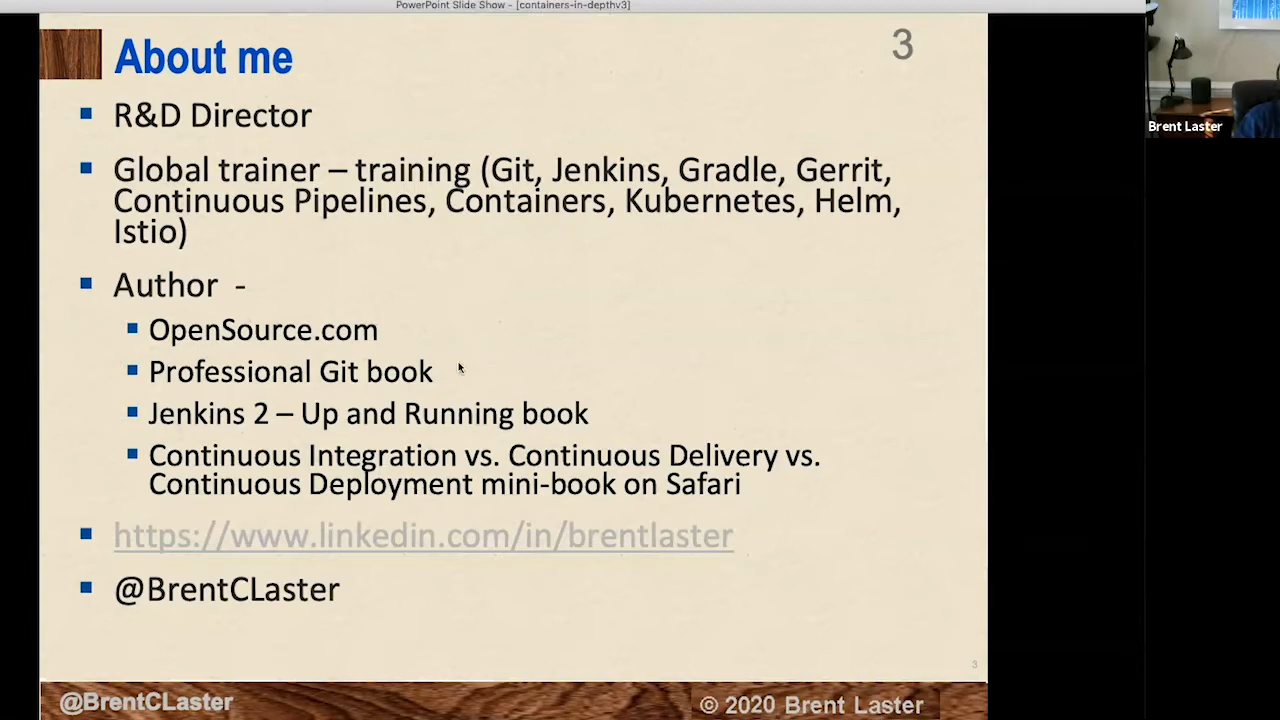 PowerPoint Slide Show - [containers-in-depthv3]
About me
3
R&D Director
Global trainer – training (Git, Jenkins, Gradle, Gerrit,
Continuous Pipelines, Containers, Kubernetes, Helm,
Istio)
Author -
OpenSource.com
Professional Git book
Jenkins 2 – Up and Running book
Continuous Integration vs. Continuous Delivery vs.
Continuous Deployment mini-book on Safari
https://www.linkedin.com/in/brentlaster
@BrentCLaster
3
@BrentCLaster
© 2020 Brent Laster
Brent Laster